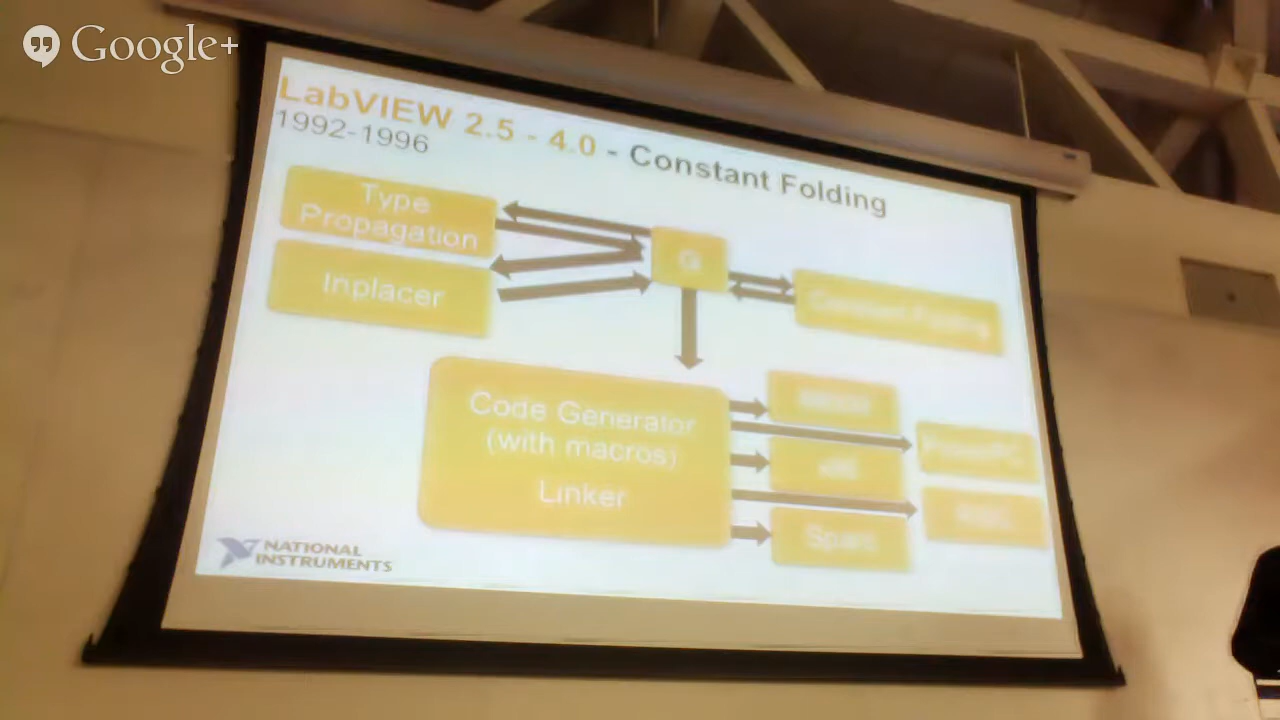 Google+
LabVIEW 2.5 - 4.0 - Constant Folding
1992-1996
Type
Propagation
Inplacer
G
Constant Folding
Code Generator
(with macros)
Linker
PowerPC
x86
Sparc
NATIONAL
INSTRUMENTS